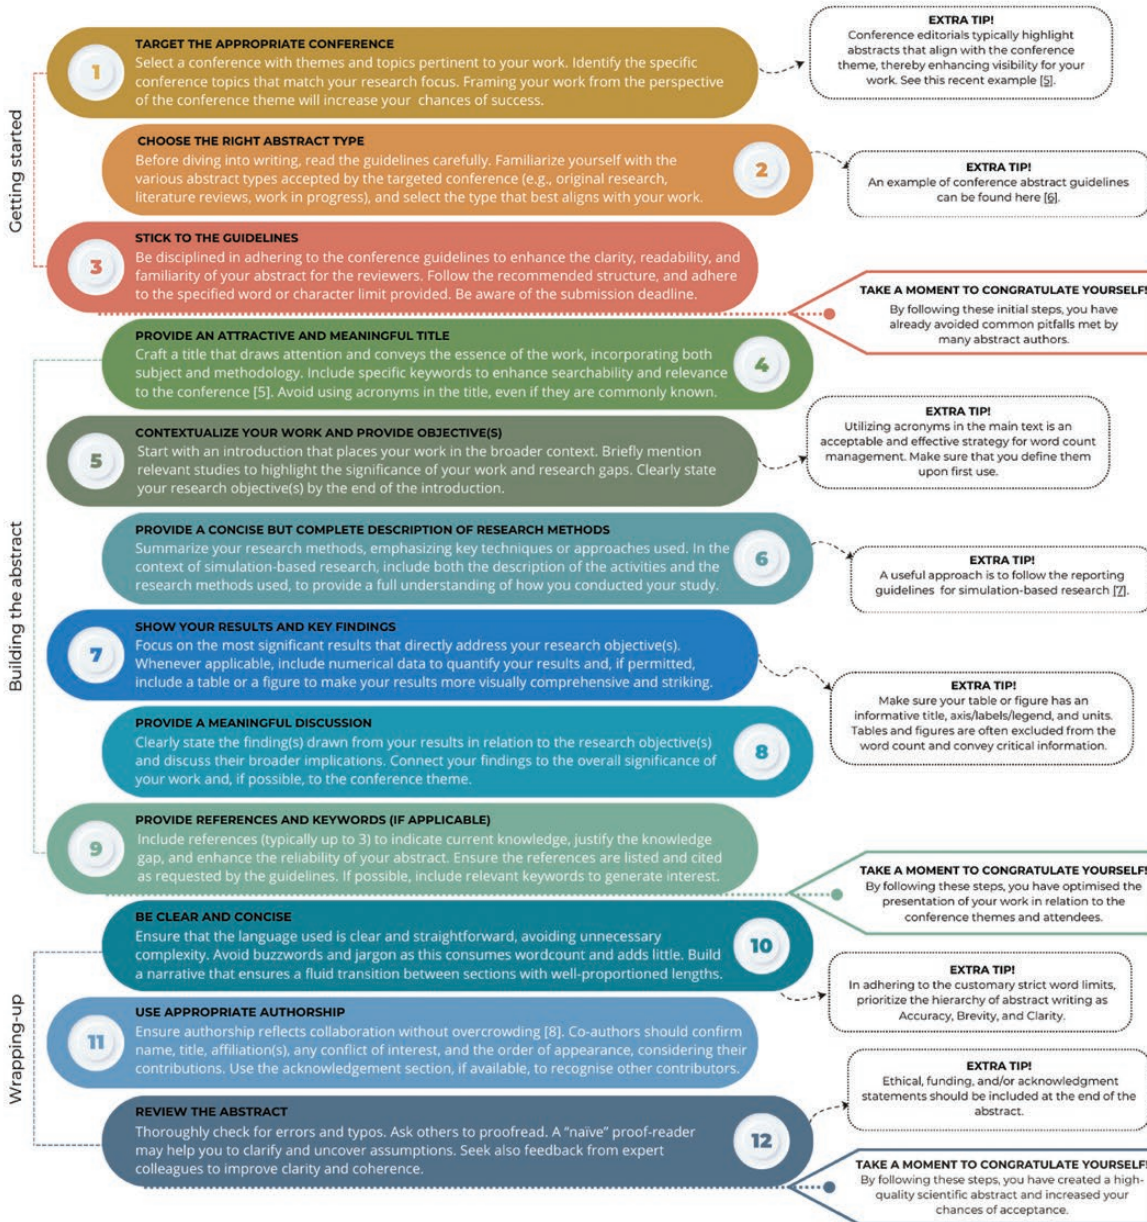 Getting started
1
TARGET THE APPROPRIATE CONFERENCE
Select a conference with themes and topics pertinent to your work. Identify the specific
conference topics that match your research focus. Framing your work from the perspective
of the conference theme will increase your chances of success.
EXTRA TIP!
Conference editorials typically highlight
abstracts that align with the conference
theme, thereby enhancing visibility for your
work. See this recent example [5].
CHOOSE THE RIGHT ABSTRACT TYPE
Before diving into writing, read the guidelines carefully. Familiarize yourself with the
various abstract types accepted by the targeted conference (e.g., original research,
literature reviews, work in progress), and select the type that best aligns with your work.
2
EXTRA TIP!
An example of conference abstract guidelines
can be found here [6].
3
STICK TO THE GUIDELINES
Be disciplined in adhering to the conference guidelines to enhance the clarity, readability, and
familiarity of your abstract for the reviewers. Follow the recommended structure, and adhere
to the specified word or character limit provided. Be aware of the submission deadline.
TAKE A MOMENT TO CONGRATULATE YOURSELF!
By following these initial steps, you have
already avoided common pitfalls met by
many abstract authors.
Building the abstract
PROVIDE AN ATTRACTIVE AND MEANINGFUL TITLE
Craft a title that draws attention and conveys the essence of the work, incorporating both
subject and methodology. Include specific keywords to enhance searchability and relevance
to the conference [5]. Avoid using acronyms in the title, even if they are commonly known.
4
5
CONTEXTUALIZE YOUR WORK AND PROVIDE OBJECTIVE(S)
Start with an introduction that places your work in the broader context. Briefly mention
relevant studies to highlight the significance of your work and research gaps. Clearly state
your research objective(s) by the end of the introduction.
EXTRA TIP!
Utilizing acronyms in the main text is an
acceptable and effective strategy for word count
management. Make sure that you define them
upon first use.
PROVIDE A CONCISE BUT COMPLETE DESCRIPTION OF RESEARCH METHODS
Summarize your research methods, emphasizing key techniques or approaches used. In the
context of simulation-based research, include both the description of the activities and the
research methods used, to provide a full understanding of how you conducted your study.
6
EXTRA TIP!
A useful approach is to follow the reporting
guidelines for simulation-based research [7].
7
SHOW YOUR RESULTS AND KEY FINDINGS
Focus on the most significant results that directly address your research objective(s).
Whenever applicable, include numerical data to quantify your results and, if permitted,
include a table or a figure to make your results more visually comprehensive and striking.
EXTRA TIP!
Make sure your table or figure has an
informative title, axis/labels/legend, and units.
Tables and figures are often excluded from the
word count and convey critical information.
PROVIDE A MEANINGFUL DISCUSSION
Clearly state the finding(s) drawn from your results in relation to the research objective(s)
and discuss their broader implications. Connect your findings to the overall significance of
your work and, if possible, to the conference theme.
8
9
PROVIDE REFERENCES AND KEYWORDS (IF APPLICABLE)
Include references (typically up to 3) to indicate current knowledge, justify the knowledge
gap, and enhance the reliability of your abstract. Ensure the references are listed and cited
as requested by the guidelines. If possible, include relevant keywords to generate interest.
TAKE A MOMENT TO CONGRATULATE YOURSELF!
By following these steps, you have optimised the
presentation of your work in relation to the
conference themes and attendees.
Wrapping-up
BE CLEAR AND CONCISE
Ensure that the language used is clear and straightforward, avoiding unnecessary
complexity. Avoid buzzwords and jargon as this consumes wordcount and adds little. Build
a narrative that ensures a fluid transition between sections with well-proportioned lengths.
10
EXTRA TIP!
In adhering to the customary strict word limits,
prioritize the hierarchy of abstract writing as
Accuracy, Brevity, and Clarity.
11
USE APPROPRIATE AUTHORSHIP
Ensure authorship reflects collaboration without overcrowding [8]. Co-authors should confirm
name, title, affiliation(s), any conflict of interest, and the order of appearance, considering their
contributions. Use the acknowledgement section, if available, to recognise other contributors.
EXTRA TIP!
Ethical, funding, and/or acknowledgment
statements should be included at the end of the
abstract.
REVIEW THE ABSTRACT
Thoroughly check for errors and typos. Ask others to proofread. A “naïve” proof-reader
may help you to clarify and uncover assumptions. Seek also feedback from expert
colleagues to improve clarity and coherence.
12
TAKE A MOMENT TO CONGRATULATE YOURSELF!
By following these steps, you have created a high-
quality scientific abstract and increased your
chances of acceptance.